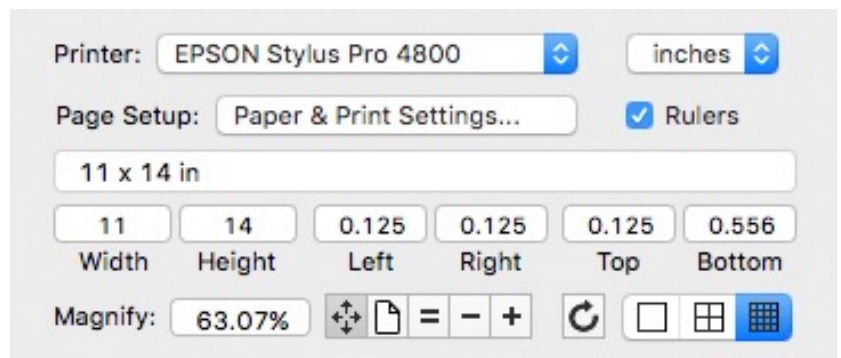 Printer: EPSON Stylus Pro 4800 inches
Page Setup: Paper & Print Settings... Rulers
11 x 14 in
11 14 0.125 0.125 0.125 0.556
Width Height Left Right Top Bottom
Magnify: 63.07% = − +